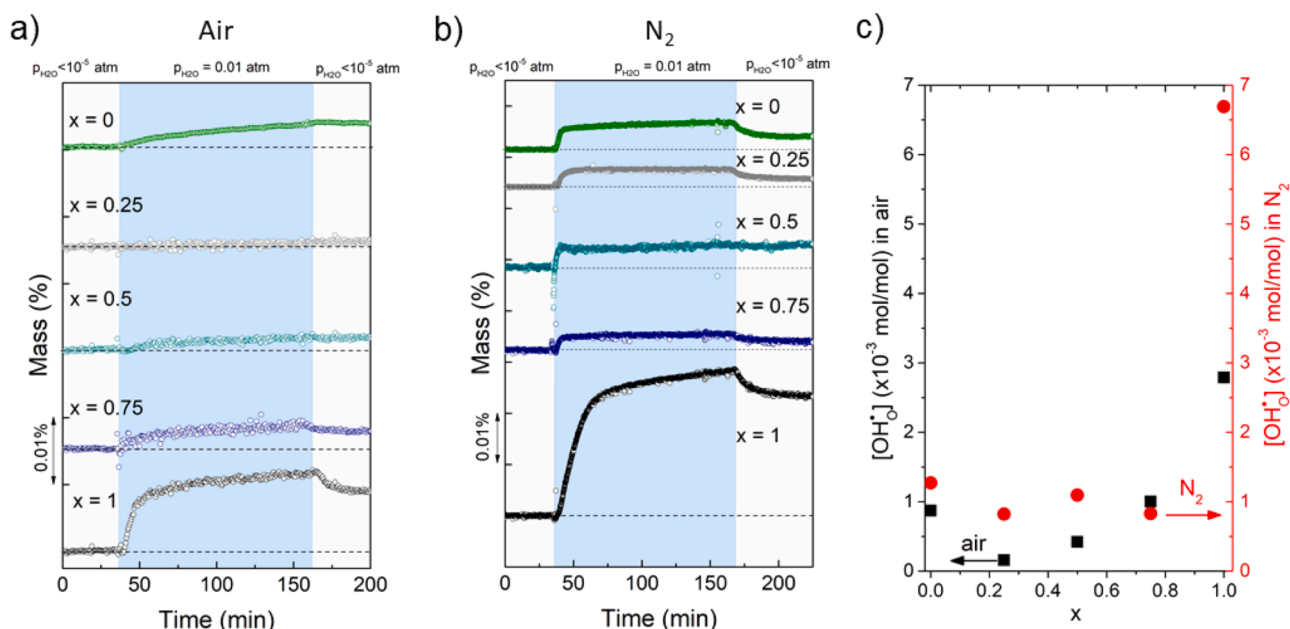 a)
Air
pH2O<10-5 atm
pH2O = 0.01 atm
pH2O<10-5 atm
x = 0
x = 0.25
x = 0.5
x = 0.75
x = 1
Mass (%)
0.01%
0
50
100
150
200
Time (min)
b)
N2
pH2O<10-5 atm
pH2O = 0.01 atm
pH2O<10-5 atm
x = 0
x = 0.25
x = 0.5
x = 0.75
x = 1
Mass (%)
0.01%
0
50
100
150
200
Time (min)
c)
7
6
5
4
3
2
1
0
[OH•O] (x10-3 mol/mol) in air
7
6
5
4
3
2
1
0
[OH•O] (x10-3 mol/mol) in N2
N2
air
0.0
0.2
0.4
0.6
0.8
1.0
x